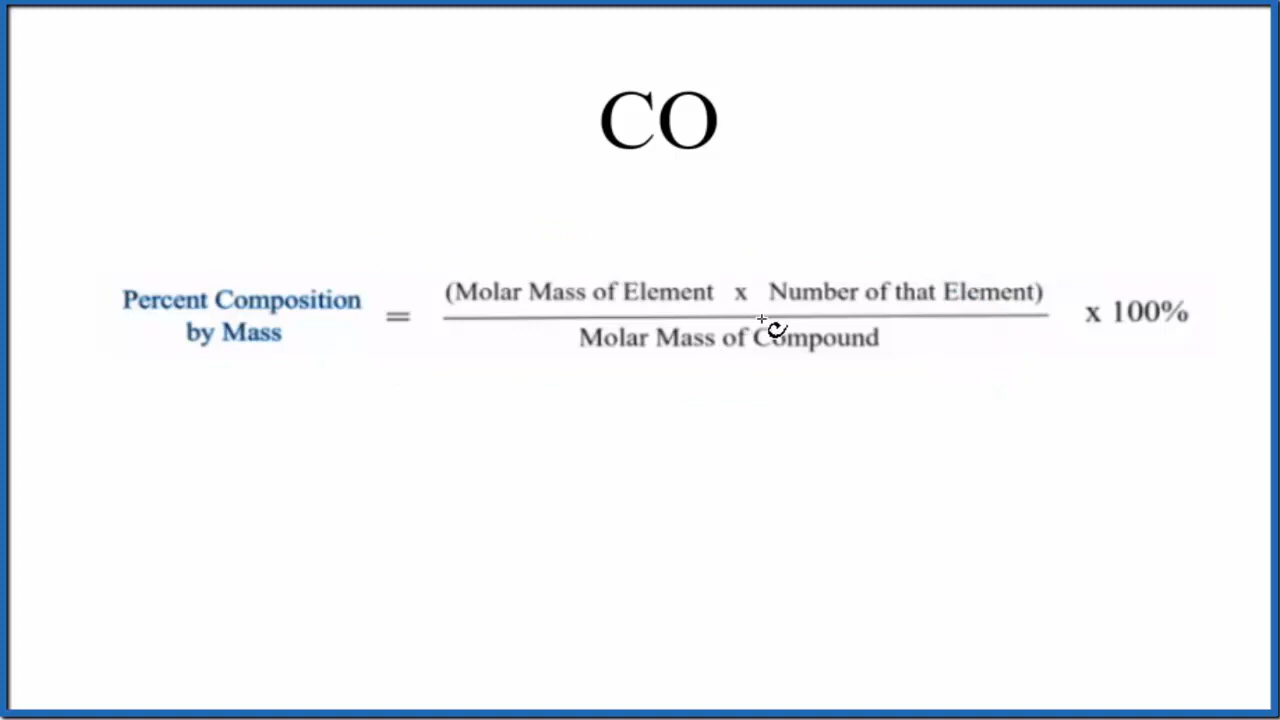 CO
Percent Composition
by Mass
=
(Molar Mass of Element x Number of that Element)
Molar Mass of Compound
x 100%